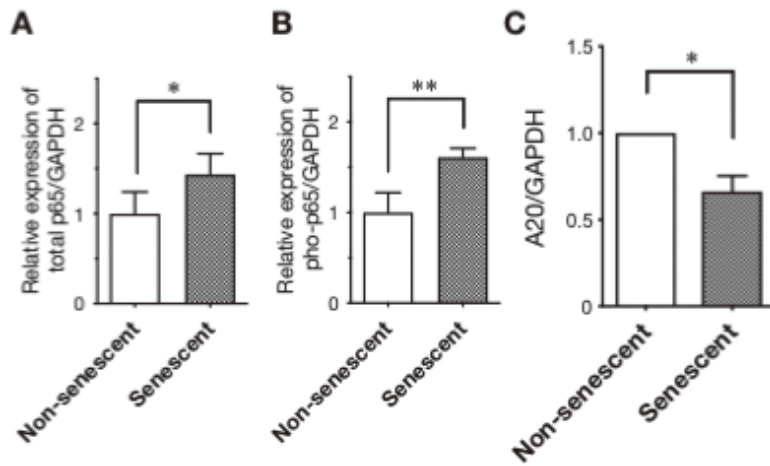 A
Relative expression of
total p65/GAPDH
2
1
0
*
Non-senescent
Senescent
B
Relative expression of
pho-p65/GAPDH
2
1
0
**
Non-senescent
Senescent
C
A20/GAPDH
1.5
1.0
0.5
0
*
Non-senescent
Senescent